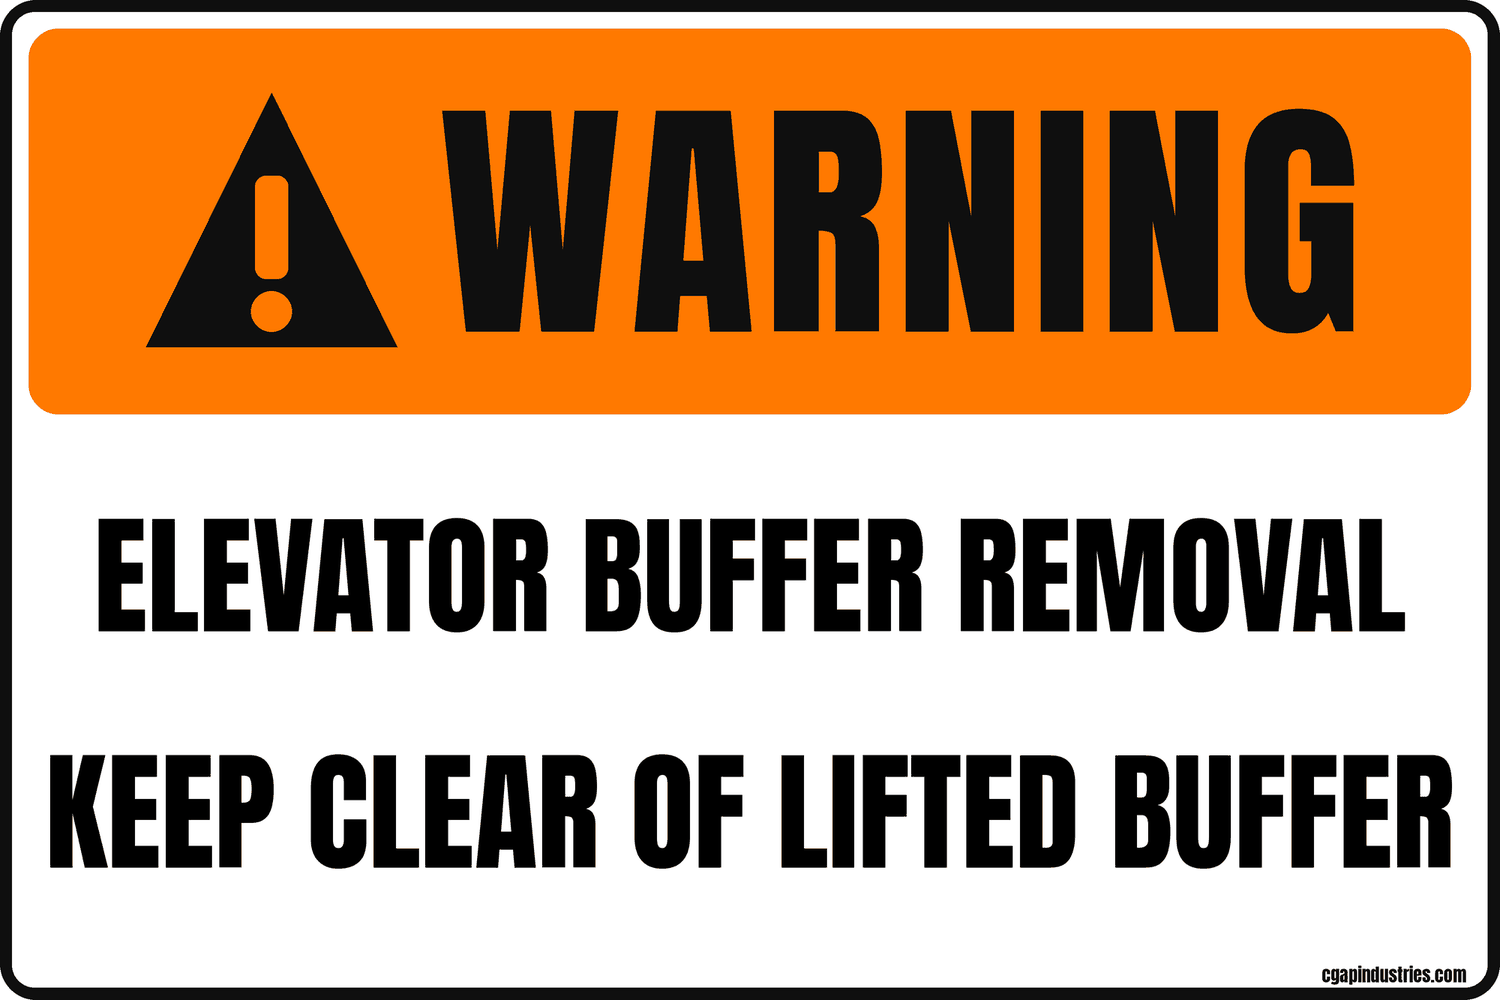 WARNING
ELEVATOR BUFFER REMOVAL
KEEP CLEAR OF LIFTED BUFFER
cgapindustries.com